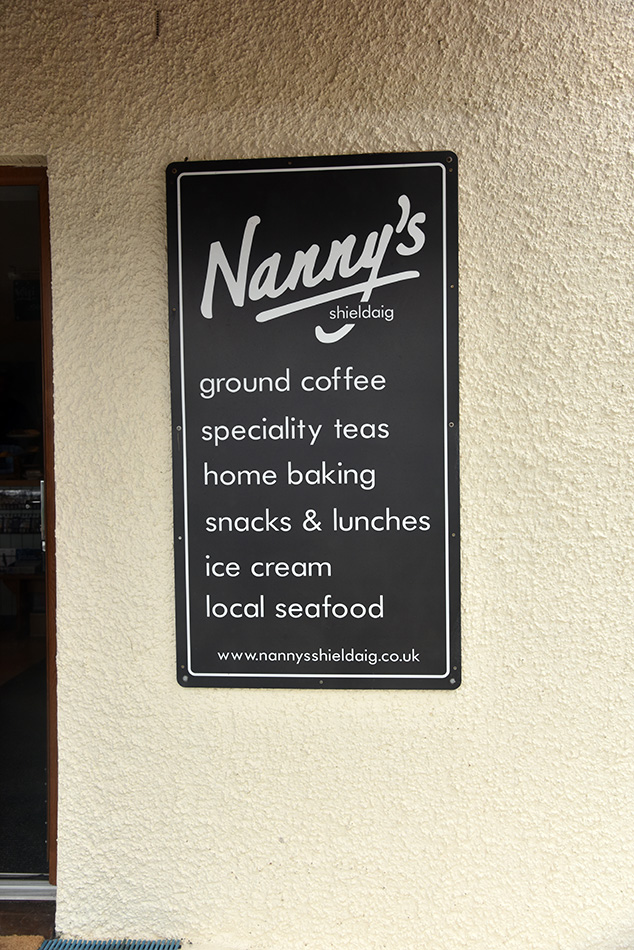 Nanny's
shieldaig
ground coffee
speciality teas
home baking
snacks & lunches
ice cream
local seafood
www.nannysshieldaig.co.uk